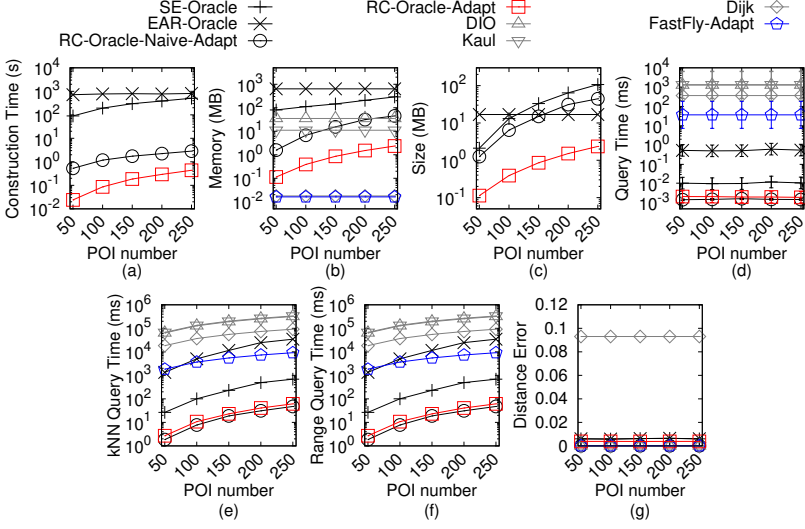 SE-Oracle
EAR-Oracle
RC-Oracle-Naive-Adapt
RC-Oracle-Adapt
DIO
Kaul
Dijk
FastFly-Adapt
Construction Time (s)
10^4
10^3
10^2
10^1
10^0
10^-1
10^-2
50 100 150 200 250
POI number
(a)
Memory (MB)
10^4
10^3
10^2
10^1
10^0
10^-1
10^-2
50 100 150 200 250
POI number
(b)
Size (MB)
10^2
10^1
10^0
10^-1
50 100 150 200 250
POI number
(c)
Query Time (ms)
10^4
10^3
10^2
10^1
10^0
10^-1
10^-2
10^-3
50 100 150 200 250
POI number
(d)
kNN Query Time (ms)
10^6
10^5
10^4
10^3
10^2
10^1
10^0
50 100 150 200 250
POI number
(e)
Range Query Time (ms)
10^6
10^5
10^4
10^3
10^2
10^1
10^0
50 100 150 200 250
POI number
(f)
Distance Error
0.12
0.1
0.08
0.06
0.04
0.02
0
50 100 150 200 250
POI number
(g)